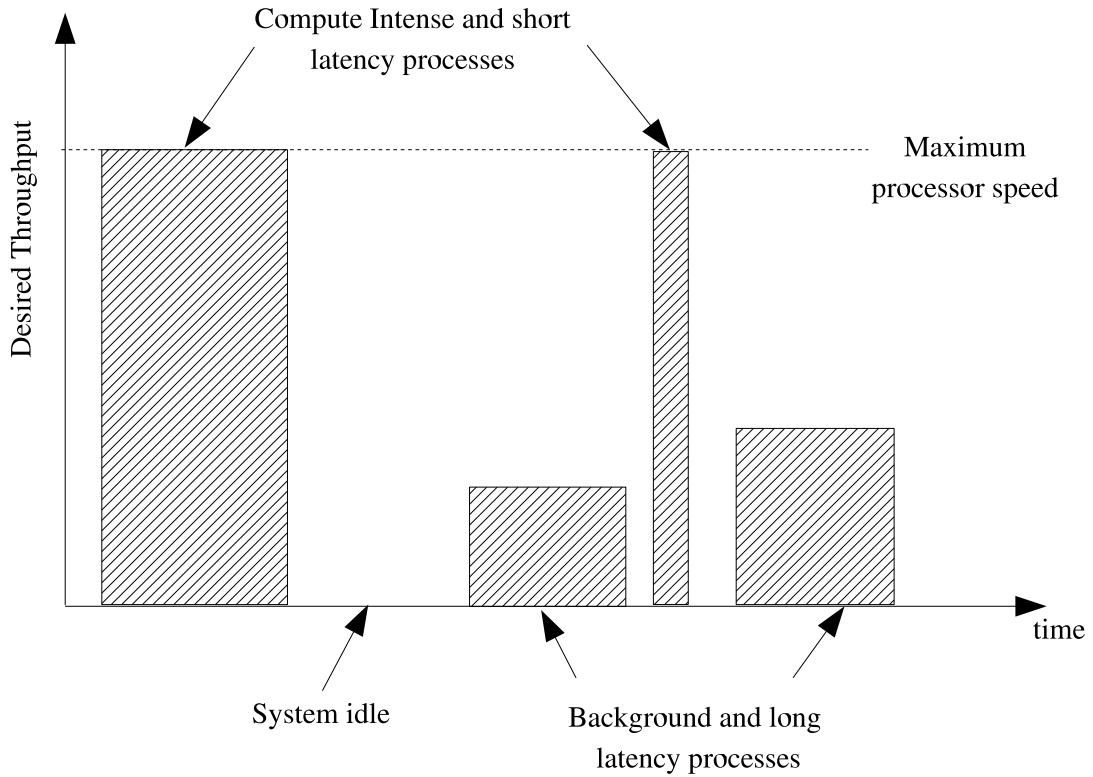 Compute Intense and short
latency processes
Desired Throughput
Maximum
processor speed
time
System idle
Background and long
latency processes